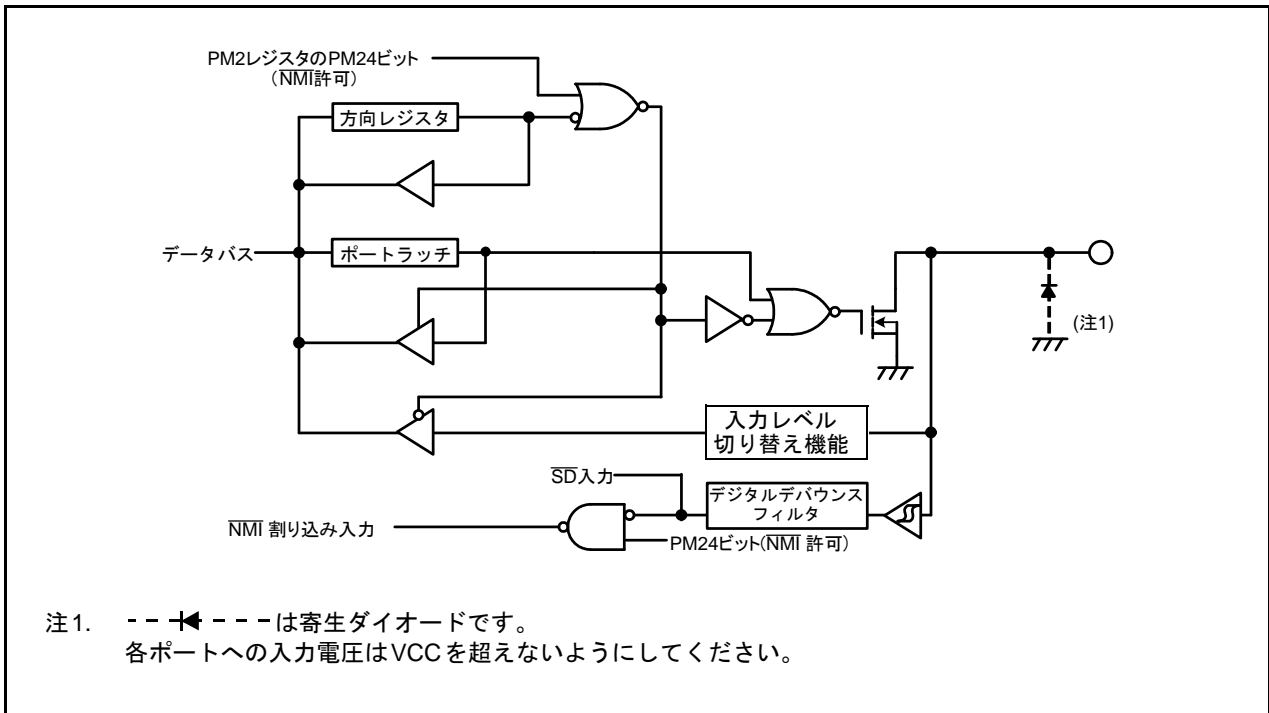 PM2レジスタのPM24ビット
(NMI許可)
方向レジスタ
データバス
ポートラッチ
(注1)
入力レベル
切り替え機能
SD入力
デジタルデバウンス
フィルタ
NMI 割り込み入力
PM24ビット(NMI 許可)
注1. は寄生ダイオードです。
各ポートへの入力電圧はVCCを超えないようにしてください。